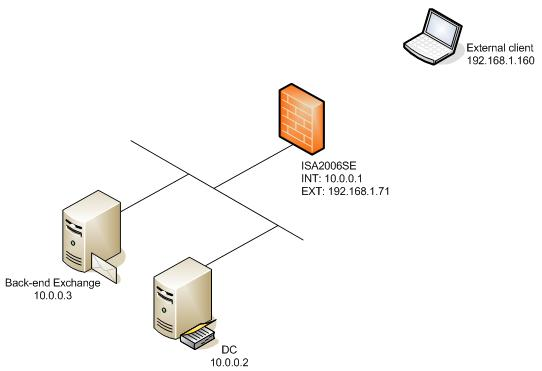 External client
192.168.1.160
ISA2006SE
INT: 10.0.0.1
EXT: 192.168.1.71
Back-end Exchange
10.0.0.3
DC
10.0.0.2